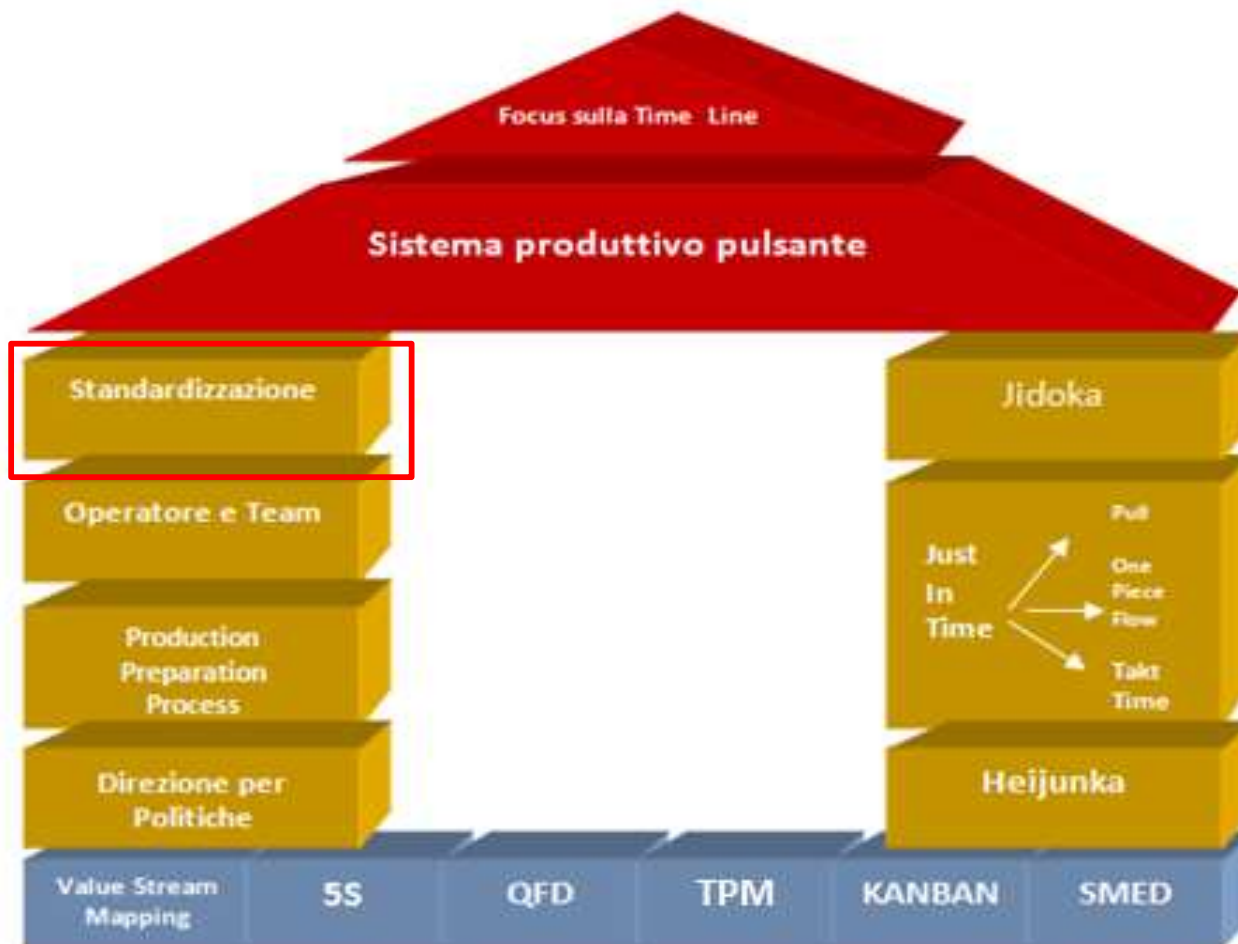 Focus sulla Time Line
Sistema produttivo pulsante
Standardizzazione
Operatore e Team
Production
Preparation
Process
Direzione per
Politiche
Jidoka
Just
In
Time
Pull
One
Piece
Flow
Takt
Time
Heijunka
Value Stream
Mapping
5S
QFD
TPM
KANBAN
SMED